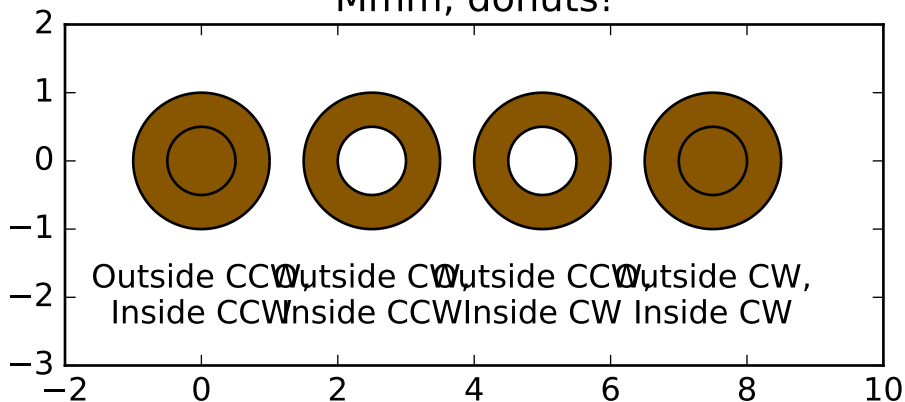 Mmm, donuts!
2
1
0
−1
−2
−3
Outside CCW,
Inside CCW
Outside CW,
Inside CCW
Outside CCW,
Inside CW
Outside CW,
Inside CW
−2 0 2 4 6 8 10